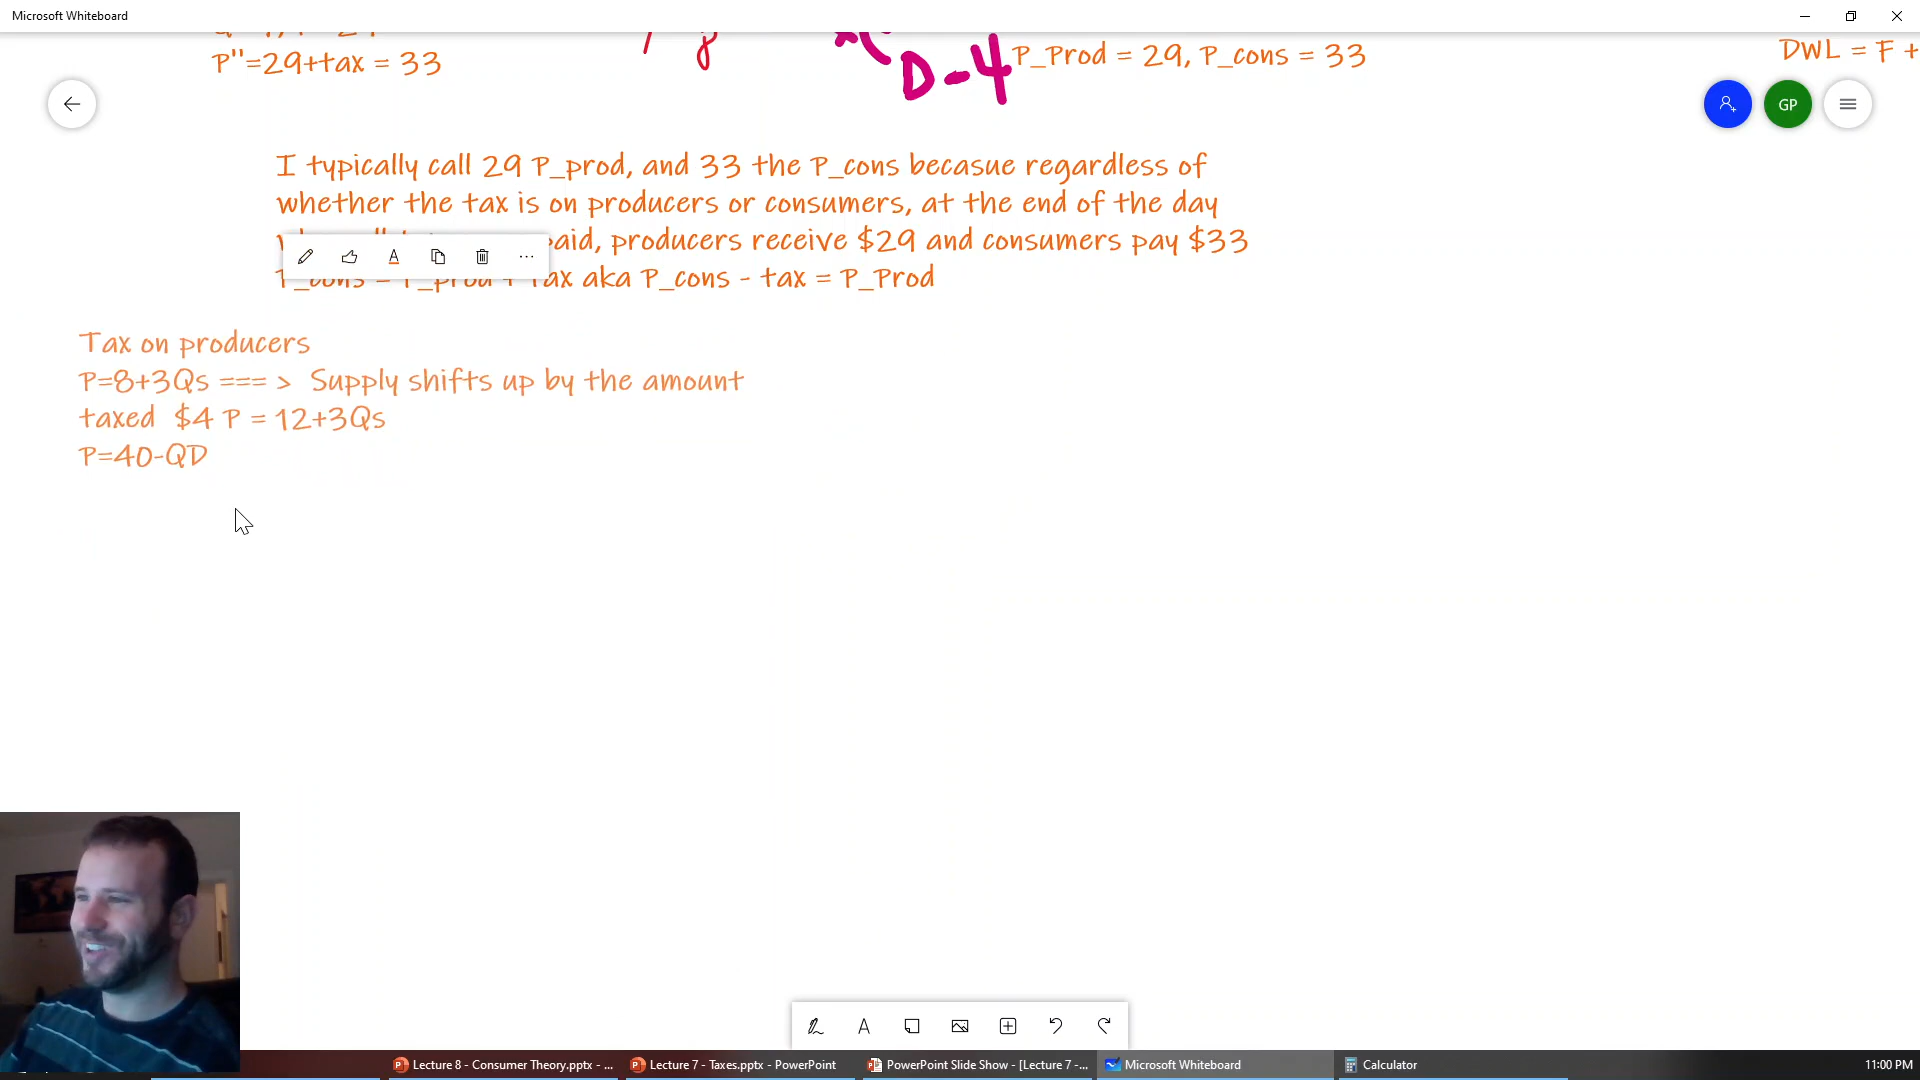 Microsoft Whiteboard
P''=29+tax = 33
D-4
P_Prod = 29, P_cons = 33
DWL = F +
GP
I typically call 29 P_prod, and 33 the P_cons becasue regardless of
whether the tax is on producers or consumers, at the end of the day
paid, producers receive $29 and consumers pay $33
P_cons = P_prod + Tax aka P_cons - tax = P_Prod
Tax on producers
P=8+3Qs === > Supply shifts up by the amount
taxed $4 P = 12+3Qs
P=40-QD
Lecture 8 - Consumer Theory.pptx - ...
Lecture 7 - Taxes.pptx - PowerPoint
PowerPoint Slide Show - [Lecture 7 -...
Microsoft Whiteboard
Calculator
11:00 PM